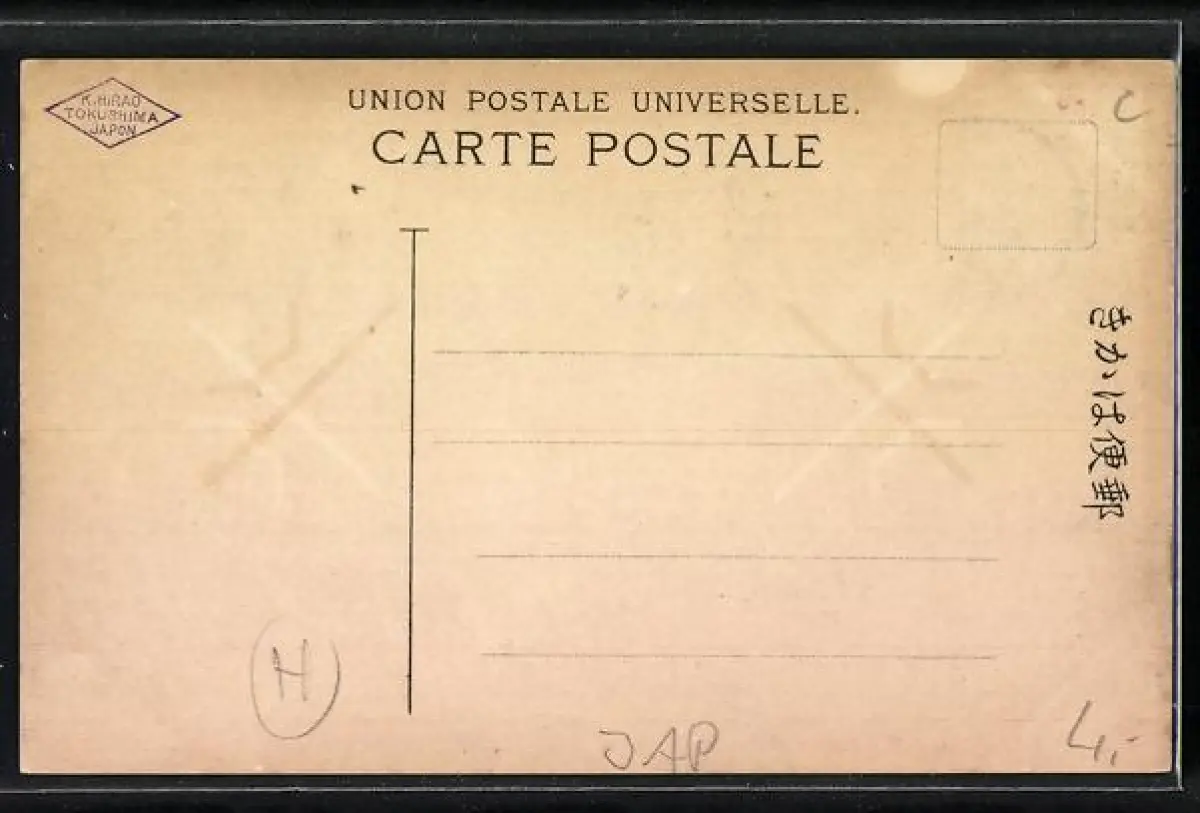 K. HIRAO
TOKUSHIMA
JAPON
UNION POSTALE UNIVERSELLE.
CARTE POSTALE
C
きかは便郵
H
JAP
4,-